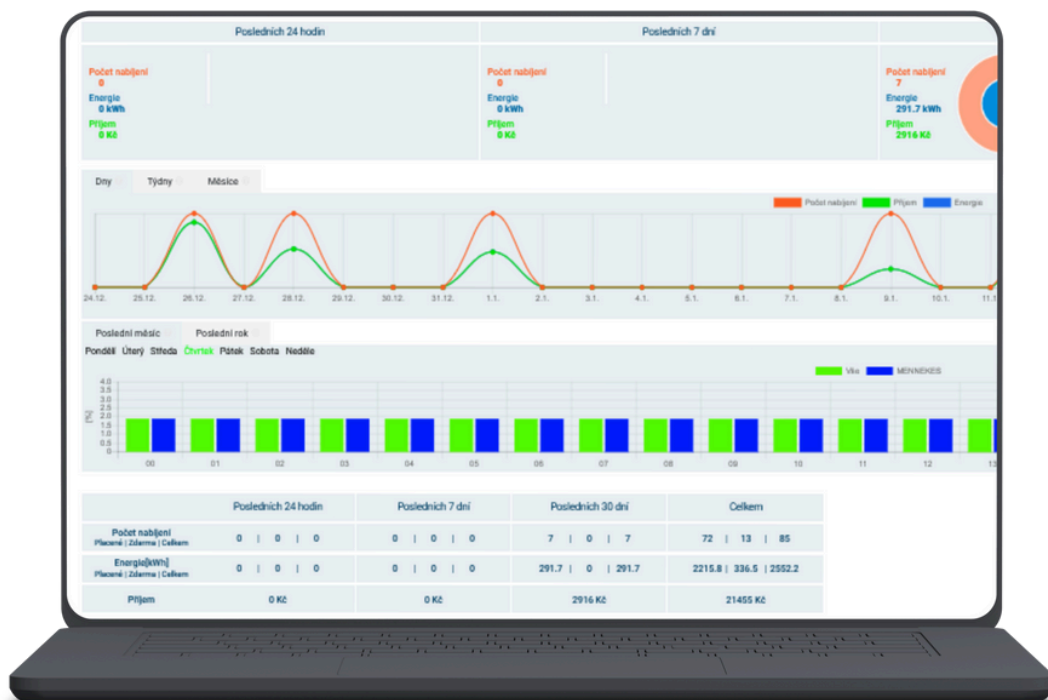 Posledních 24 hodin
Posledních 7 dní
Počet nabíjení
0
Energie
0 kWh
Příjem
0 Kč
Počet nabíjení
0
Energie
0 kWh
Příjem
0 Kč
Počet nabíjení
7
Energie
291.7 kWh
Příjem
2916 Kč
Dny Týdny Měsíce
Počet nabíjení Příjem Energie
24.12. 25.12. 26.12. 27.12. 28.12. 29.12. 30.12. 31.12. 1.1. 2.1. 3.1. 4.1. 5.1. 6.1. 7.1. 8.1. 9.1. 10.1. 11.1
Poslední měsíc Poslední rok
Pondělí Úterý Středa Čtvrtek Pátek Sobota Neděle
Vše MENNEKES
[%]
4.0
3.5
3.0
2.5
2.0
1.5
1.0
0.5
0
00 01 02 03 04 05 06 07 08 09 10 11 12 13
Posledních 24 hodin Posledních 7 dní Posledních 30 dní Celkem
Počet nabíjení
Placené | Zdarma | Celkem
0 | 0 | 0 0 | 0 | 0 7 | 0 | 7 72 | 13 | 85
Energie[kWh]
Placené | Zdarma | Celkem
0 | 0 | 0 0 | 0 | 0 291.7 | 0 | 291.7 2215.8 | 336.5 | 2552.2
Příjem 0 Kč 0 Kč 2916 Kč 21455 Kč